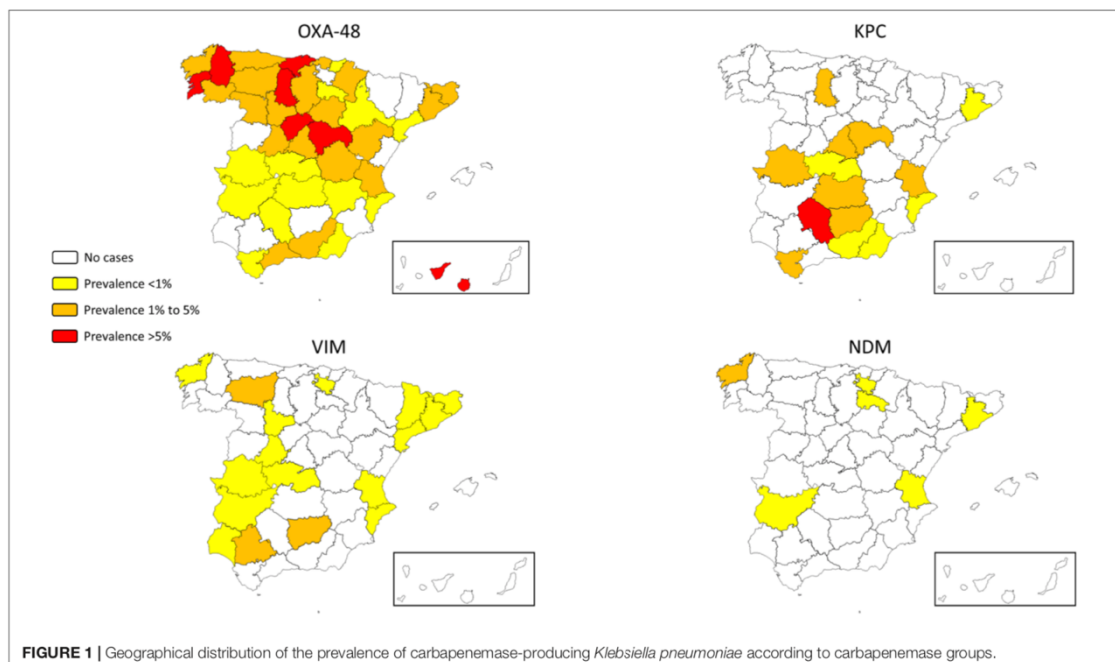 OXA-48
KPC
No cases
Prevalence <1%
Prevalence 1% to 5%
Prevalence >5%
VIM
NDM
FIGURE 1 | Geographical distribution of the prevalence of carbapenemase-producing Klebsiella pneumoniae according to carbapenemase groups.